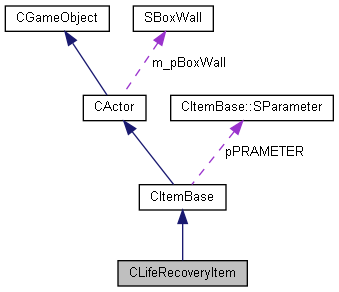 CGameObject
SBoxWall
m_pBoxWall
CActor
CItemBase::SParameter
pPRAMETER
CItemBase
CLifeRecoveryItem